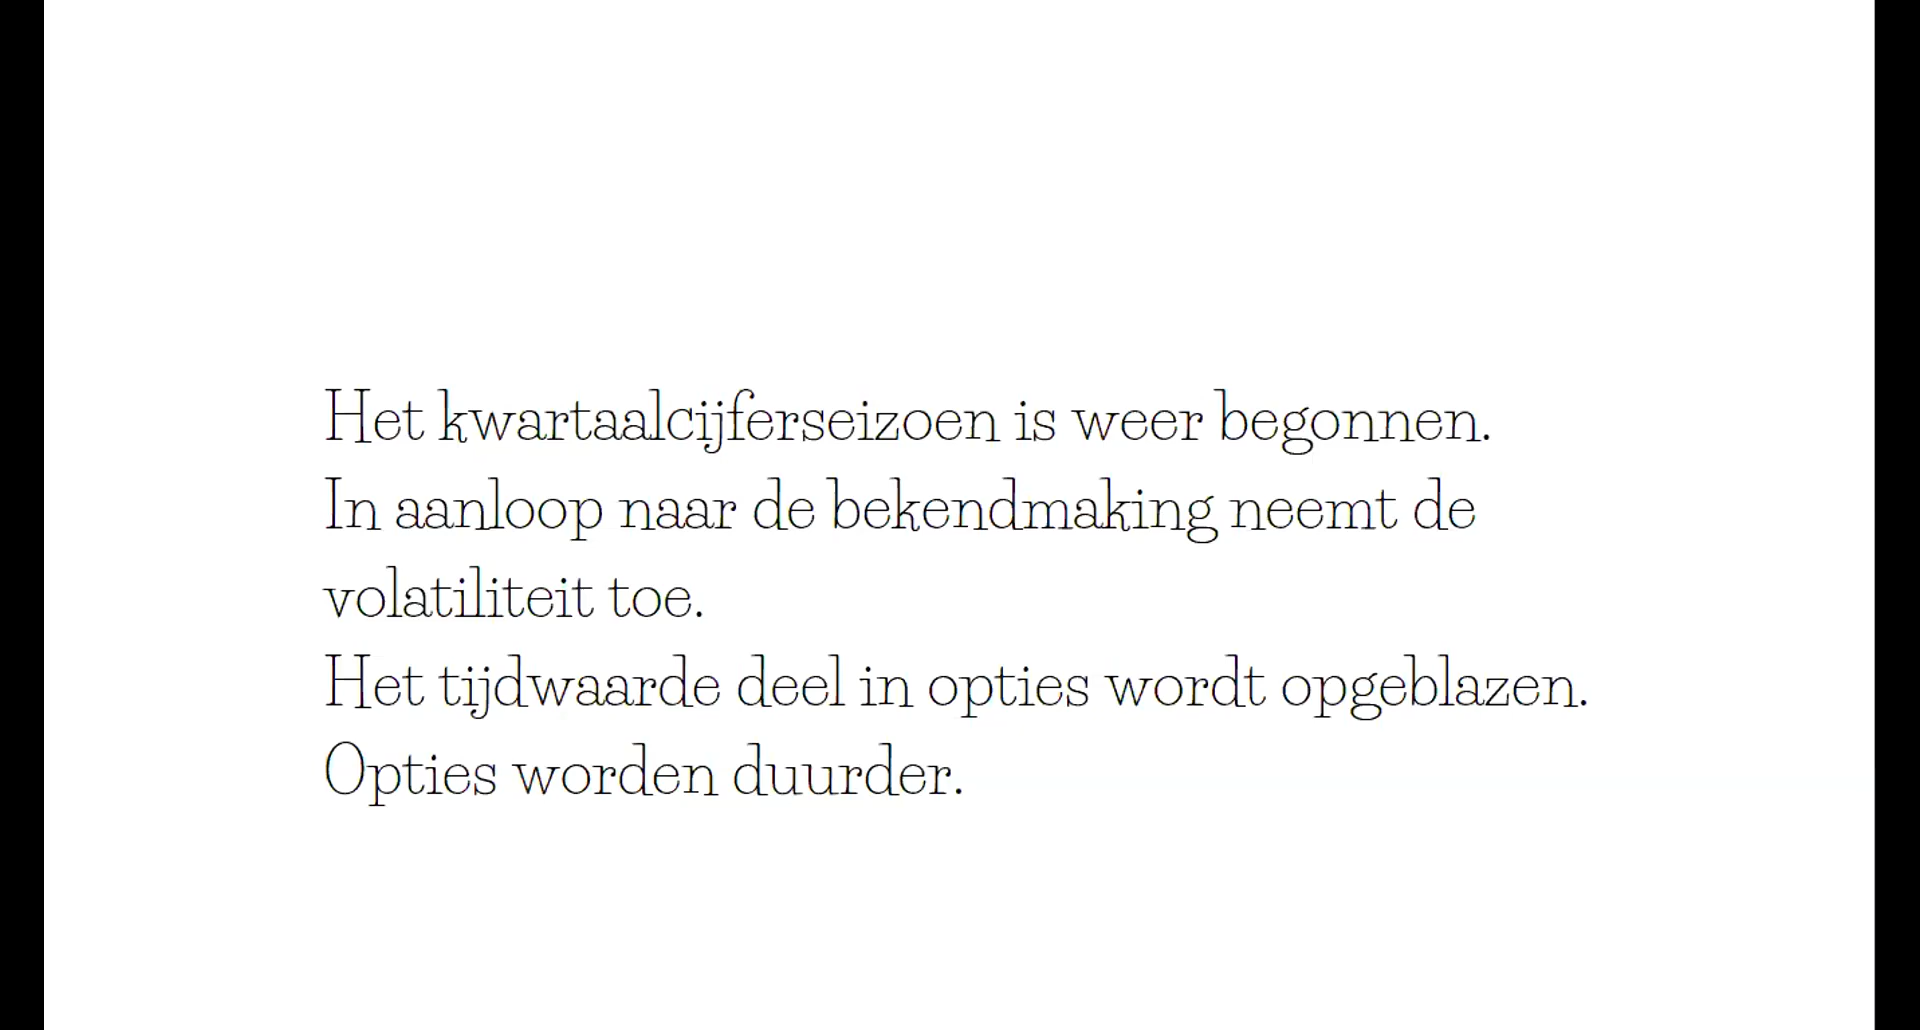 Het kwartaalcijferseizoen is weer begonnen.
In aanloop naar de bekendmaking neemt de
volatiliteit toe.
Het tijdwaarde deel in opties wordt opgeblazen.
Opties worden duurder.